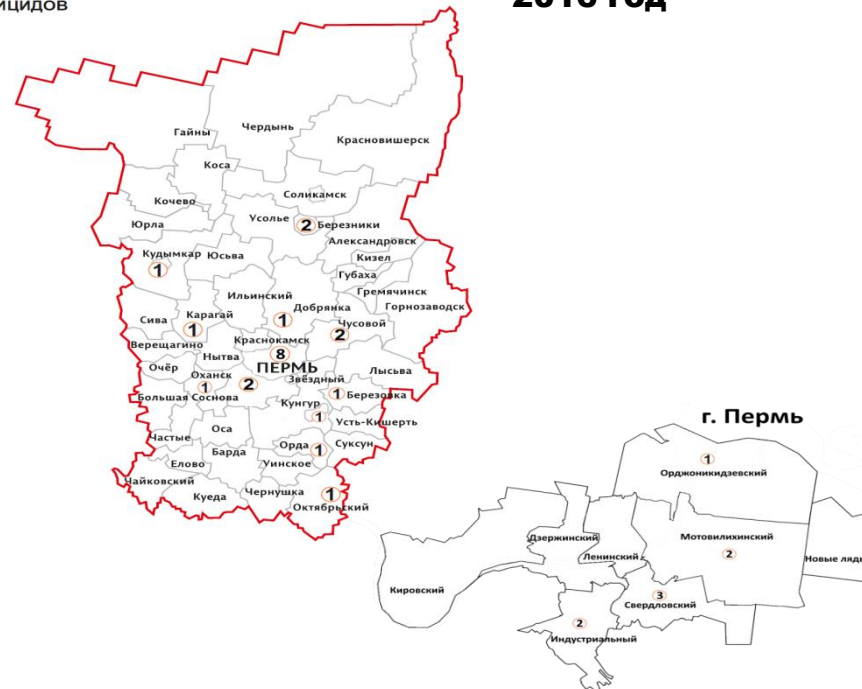 г. Пермь
Гайны
Чердынь
Красновишерск
Коса
Соликамск
Кочево
Усолье
2
Березники
Юрла
Александровск
Кудымкар
Юсьва
Кизел
1
Губаха
Ильинский
Гремячинск
Добрянка
Горнозаводск
Сива
Карагай
1
1
Чусовой
2
Верещагино
Краснокамск
Нытва
8
ПЕРМЬ
Очёр
Оханск
Звёздный
Лысьва
1
2
Большая Соснова
1
Березовка
Кунгур
1
Усть-Кишерть
Частые
Оса
Барда
Орда
1
Суксун
Елово
Уинское
Чайковский
Куеда
Чернушка
1
Октябрьский
1
Орджоникидзевский
Дзержинский
Ленинский
Мотовилихинский
2
Новые ляды
Кировский
3
Свердловский
2
Индустриальный